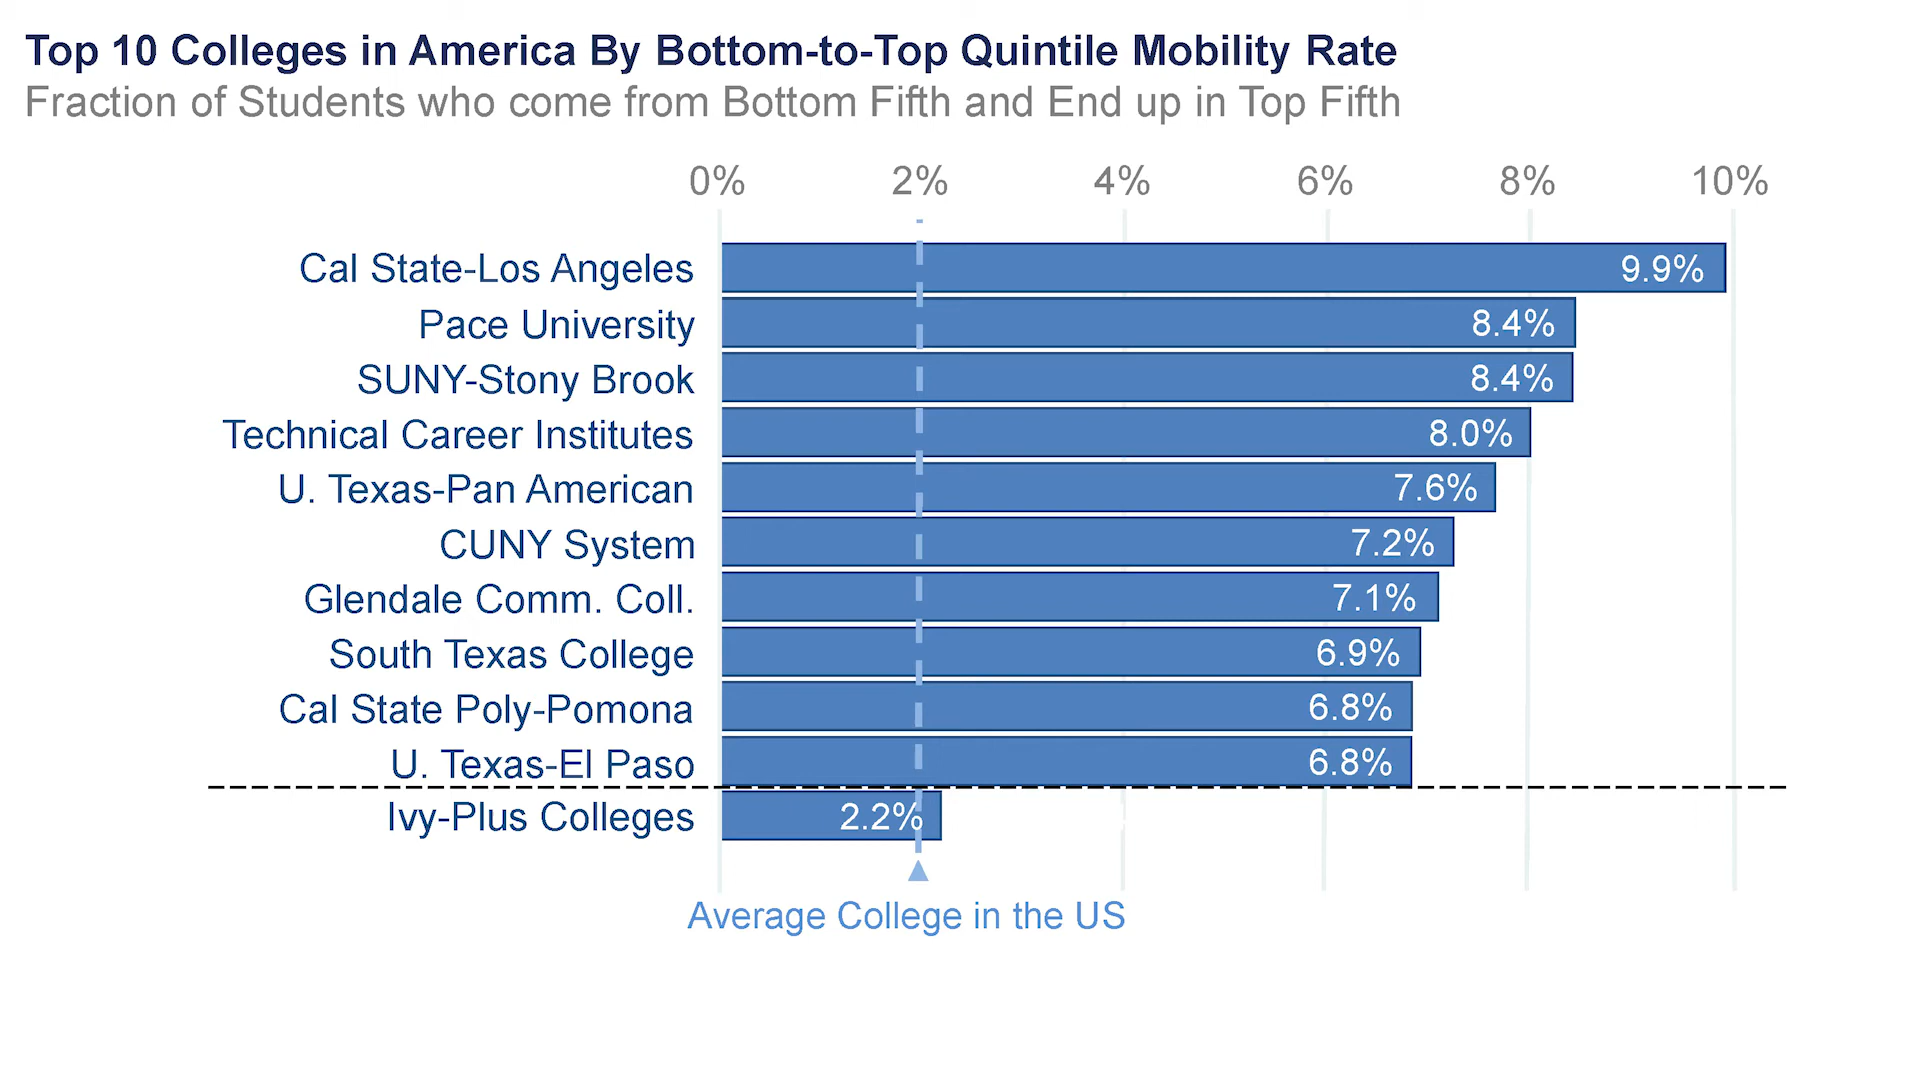 Top 10 Colleges in America By Bottom-to-Top Quintile Mobility Rate
Fraction of Students who come from Bottom Fifth and End up in Top Fifth
0% 2% 4% 6% 8% 10%
Cal State-Los Angeles 9.9%
Pace University 8.4%
SUNY-Stony Brook 8.4%
Technical Career Institutes 8.0%
U. Texas-Pan American 7.6%
CUNY System 7.2%
Glendale Comm. Coll. 7.1%
South Texas College 6.9%
Cal State Poly-Pomona 6.8%
U. Texas-El Paso 6.8%
Ivy-Plus Colleges 2.2%
Average College in the US